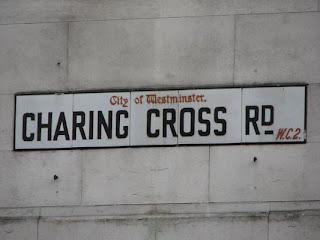 City of Westminster.
CHARING CROSS RD
W.C.2.